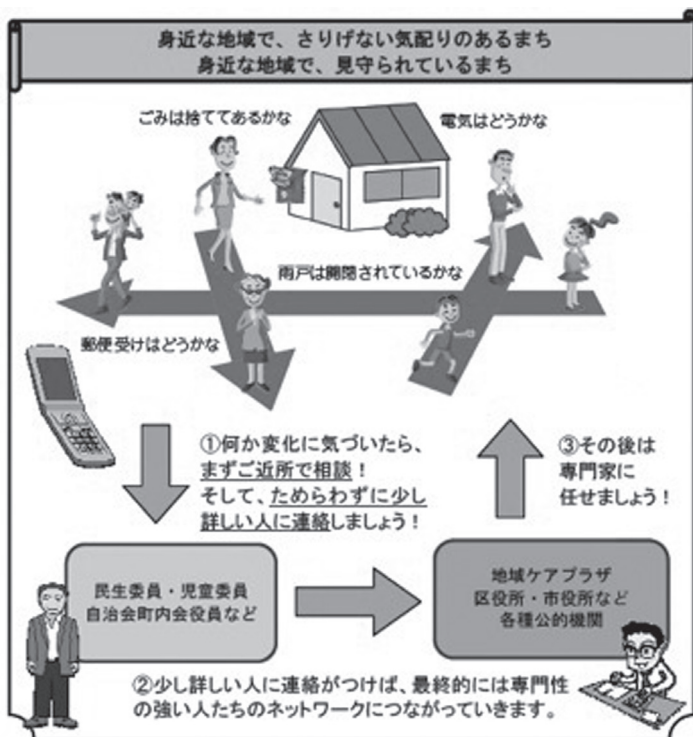 身近な地域で、さりげない気配りのあるまち
身近な地域で、見守られているまち
ごみは捨ててあるかな
電気はどうかな
雨戸は開閉されているかな
郵便受けはどうかな
①何か変化に気づいたら、
まずご近所で相談！
そして、ためらわずに少し
詳しい人に連絡しましょう！
③その後は
専門家に
任せましょう！
民生委員・児童委員
自治会町内会役員など
地域ケアプラザ
区役所・市役所など
各種公的機関
②少し詳しい人に連絡がつけば、最終的には専門性
の強い人たちのネットワークにつながっていきます。